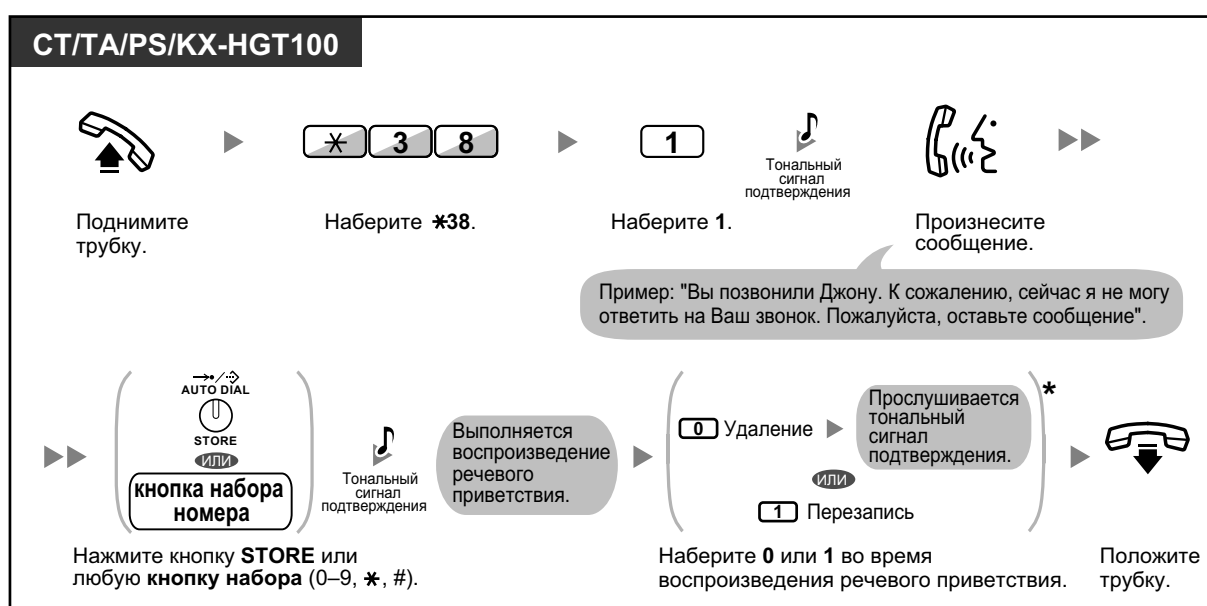 CT/TA/PS/KX-HGT100
* 3 8
1
Тональный
сигнал
подтверждения
Поднимите
трубку.
Наберите *38.
Наберите 1.
Произнесите
сообщение.
Пример: "Вы позвонили Джону. К сожалению, сейчас я не могу
ответить на Ваш звонок. Пожалуйста, оставьте сообщение".
AUTO DIAL
STORE
ИЛИ
кнопка набора
номера
Тональный
сигнал
подтверждения
Выполняется
воспроизведение
речевого
приветствия.
0 Удаление
Прослушивается
тональный
сигнал
подтверждения.
ИЛИ
1 Перезапись
*
Нажмите кнопку STORE или
любую кнопку набора (0–9, *, #).
Наберите 0 или 1 во время
воспроизведения речевого приветствия.
Положите
трубку.